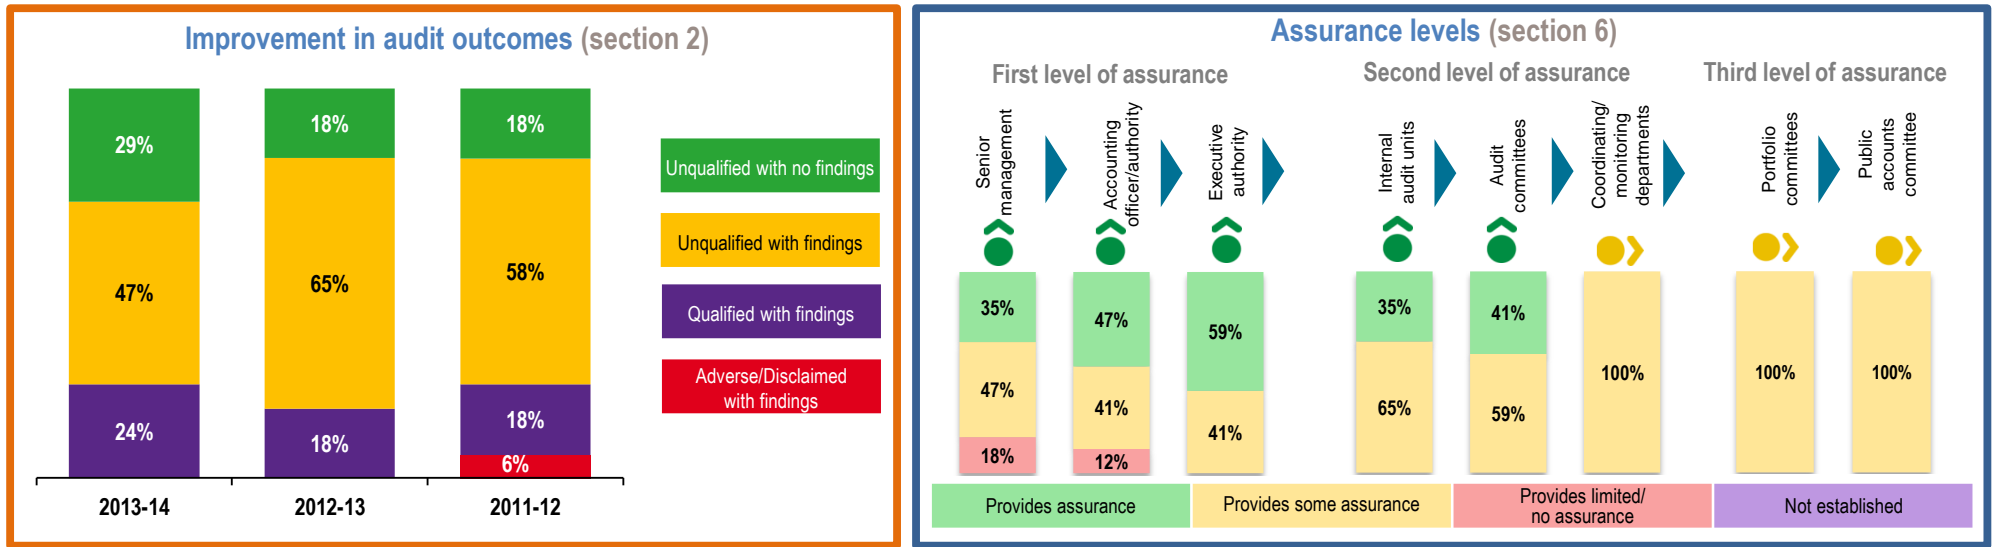 Improvement in audit outcomes (section 2)
29%
18%
18%
47%
65%
58%
24%
18%
18%
6%
2013-14
2012-13
2011-12
Unqualified with no findings
Unqualified with findings
Qualified with findings
Adverse/Disclaimed
with findings
Assurance levels (section 6)
First level of assurance
Second level of assurance
Third level of assurance
Senior
management
Accounting
officer/authority
Executive
authority
Internal
audit units
Audit
committees
Coordinating/
monitoring
departments
Portfolio
committees
Public
accounts
committee
35%
47%
18%
47%
41%
12%
59%
41%
35%
65%
41%
59%
100%
100%
100%
Provides assurance
Provides some assurance
Provides limited/
no assurance
Not established